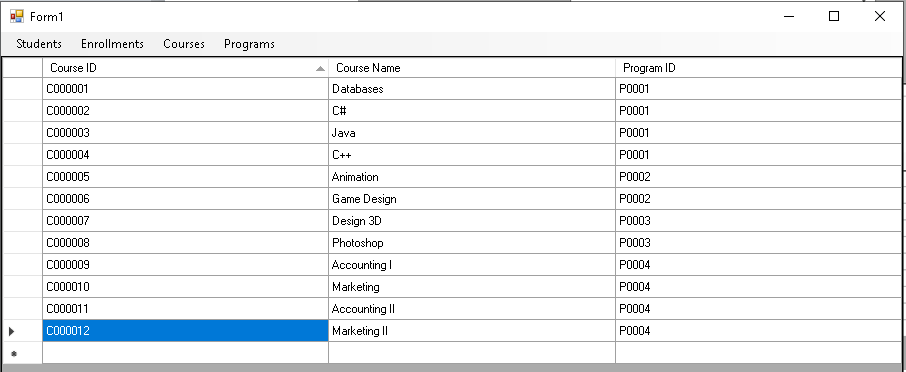 Form1
Students Enrollments Courses Programs
Course ID Course Name Program ID
C000001 Databases P0001
C000002 C# P0001
C000003 Java P0001
C000004 C++ P0001
C000005 Animation P0002
C000006 Game Design P0002
C000007 Design 3D P0003
C000008 Photoshop P0003
C000009 Accounting I P0004
C000010 Marketing P0004
C000011 Accounting II P0004
C000012 Marketing II P0004